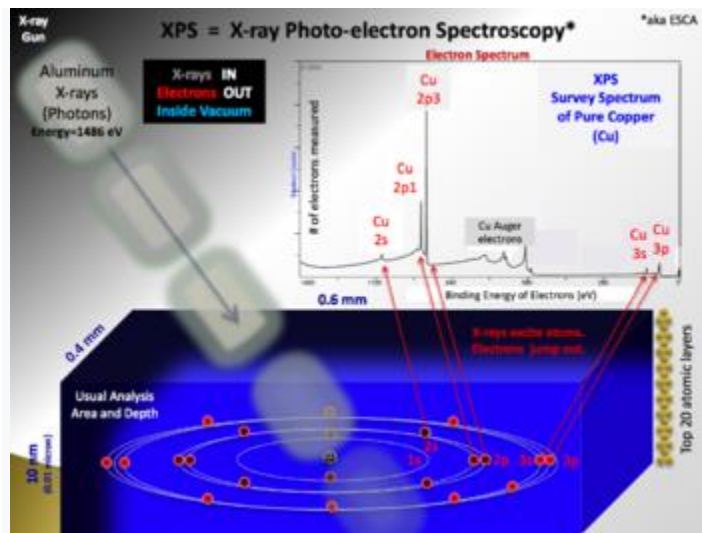 X-ray
Gun
XPS = X-ray Photo-electron Spectroscopy*
*aka ESCA
Aluminum
X-rays
(Photons)
Energy=1486 eV
X-rays IN
Electrons OUT
Inside Vacuum
Electron Spectrum
# of electrons measured
Cu
2p3
Cu
2p1
Cu
2s
Cu Auger
electrons
XPS
Survey Spectrum
of Pure Copper
(Cu)
Cu
3s
Cu
3p
Binding Energy of Electrons (eV)
0.6 mm
0.4 mm
X-rays excite atoms.
Electrons jump out.
Usual Analysis
Area and Depth
10 nm
(0.01 micron)
1s
2s
2p
3s
3p
Top 20 atomic layers